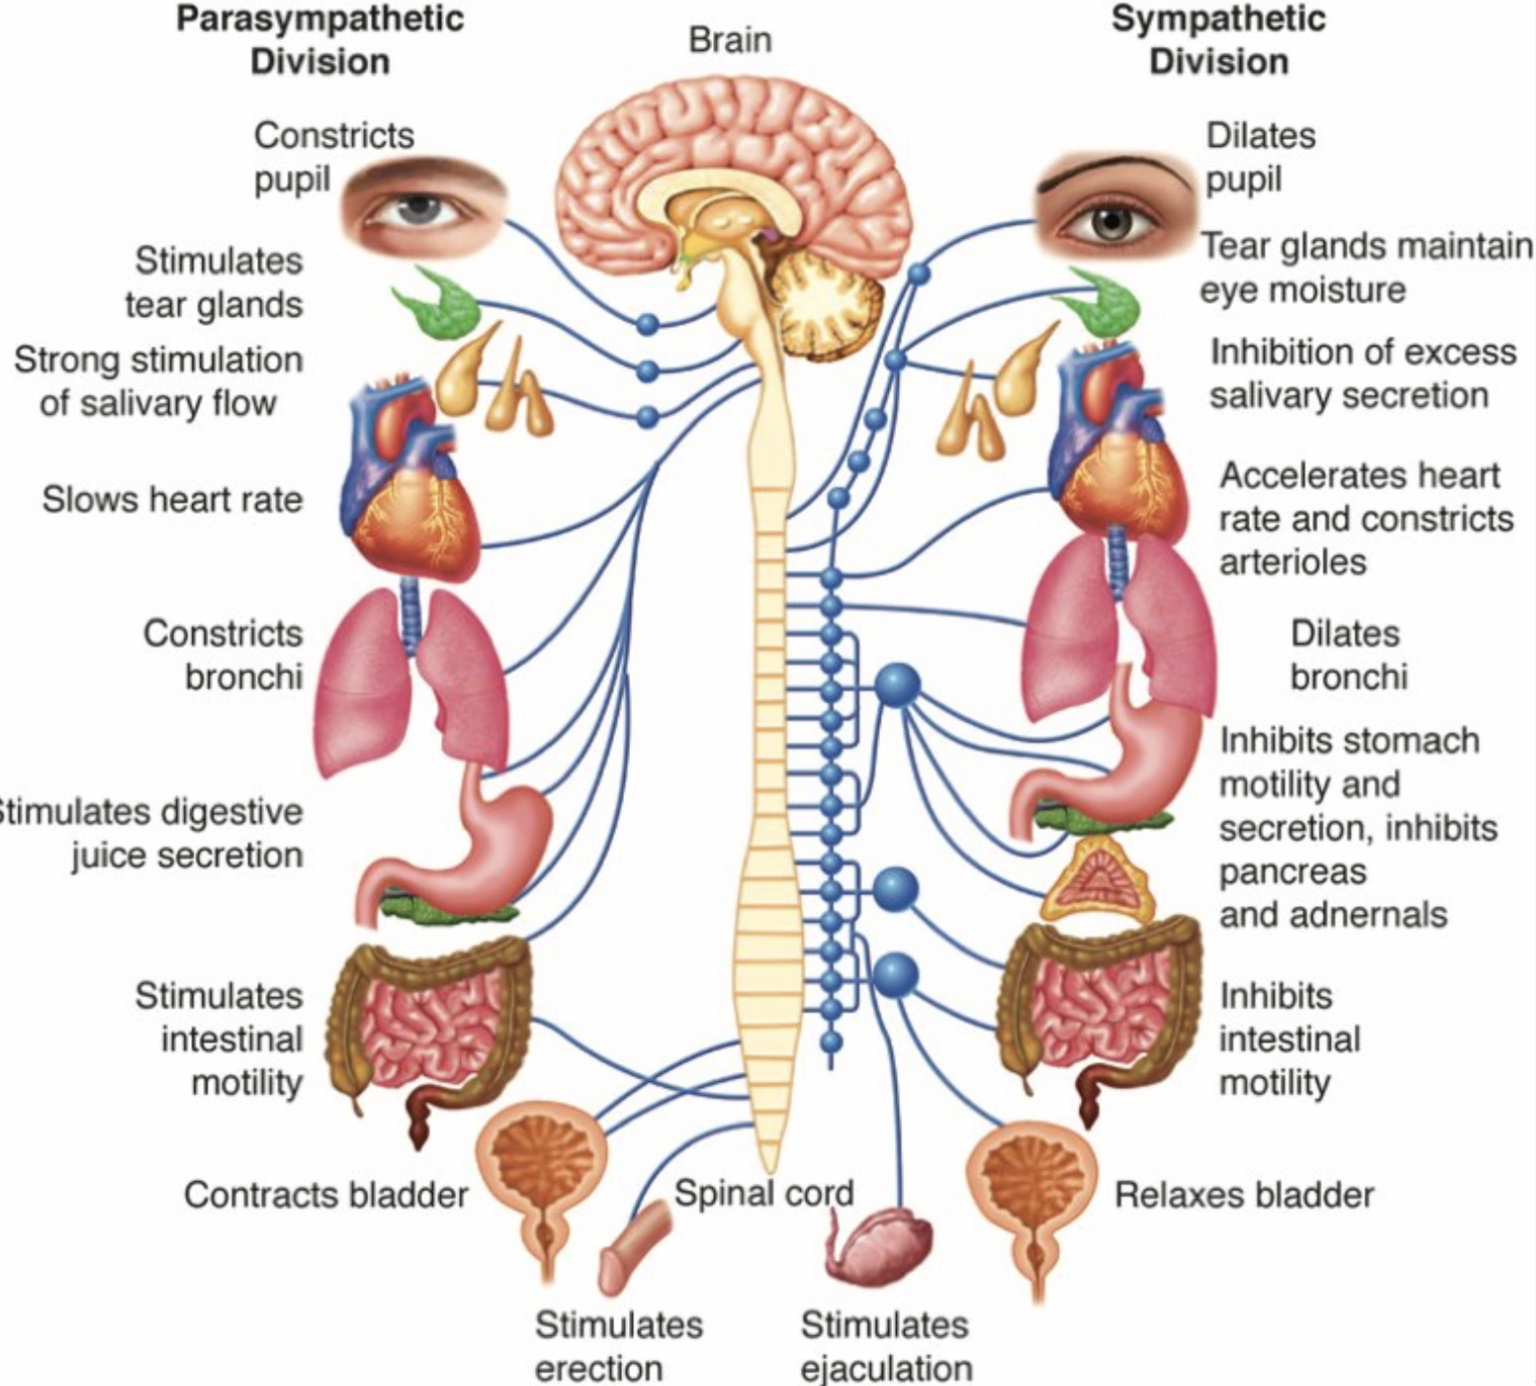 Parasympathetic
Division
Brain
Sympathetic
Division
Constricts
pupil
Stimulates
tear glands
Strong stimulation
of salivary flow
Slows heart rate
Constricts
bronchi
Stimulates digestive
juice secretion
Stimulates
intestinal
motility
Contracts bladder
Spinal cord
Stimulates
erection
Stimulates
ejaculation
Dilates
pupil
Tear glands maintain
eye moisture
Inhibition of excess
salivary secretion
Accelerates heart
rate and constricts
arterioles
Dilates
bronchi
Inhibits stomach
motility and
secretion, inhibits
pancreas
and adnernals
Inhibits
intestinal
motility
Relaxes bladder